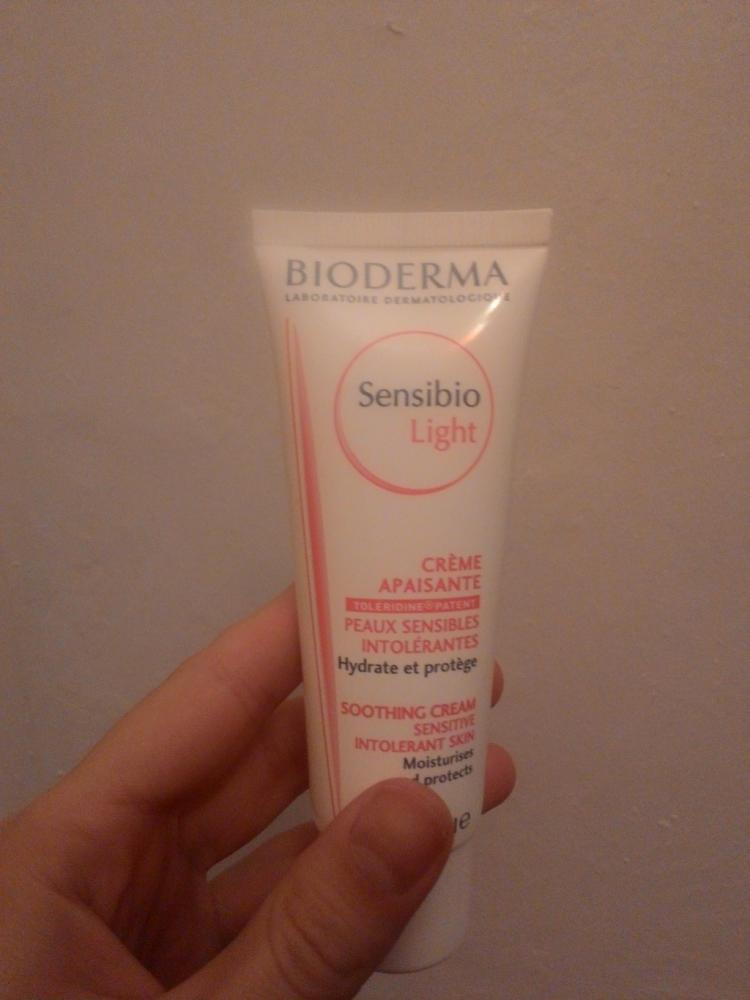 BIODERMA
LABORATOIRE DERMATOLOGIQUE
Sensibio
Light
CRÈME
APAISANTE
TOLERIDINE® PATENT
PEAUX SENSIBLES
INTOLÉRANTES
Hydrate et protège
SOOTHING CREAM
SENSITIVE
INTOLERANT SKIN
Moisturises
protects